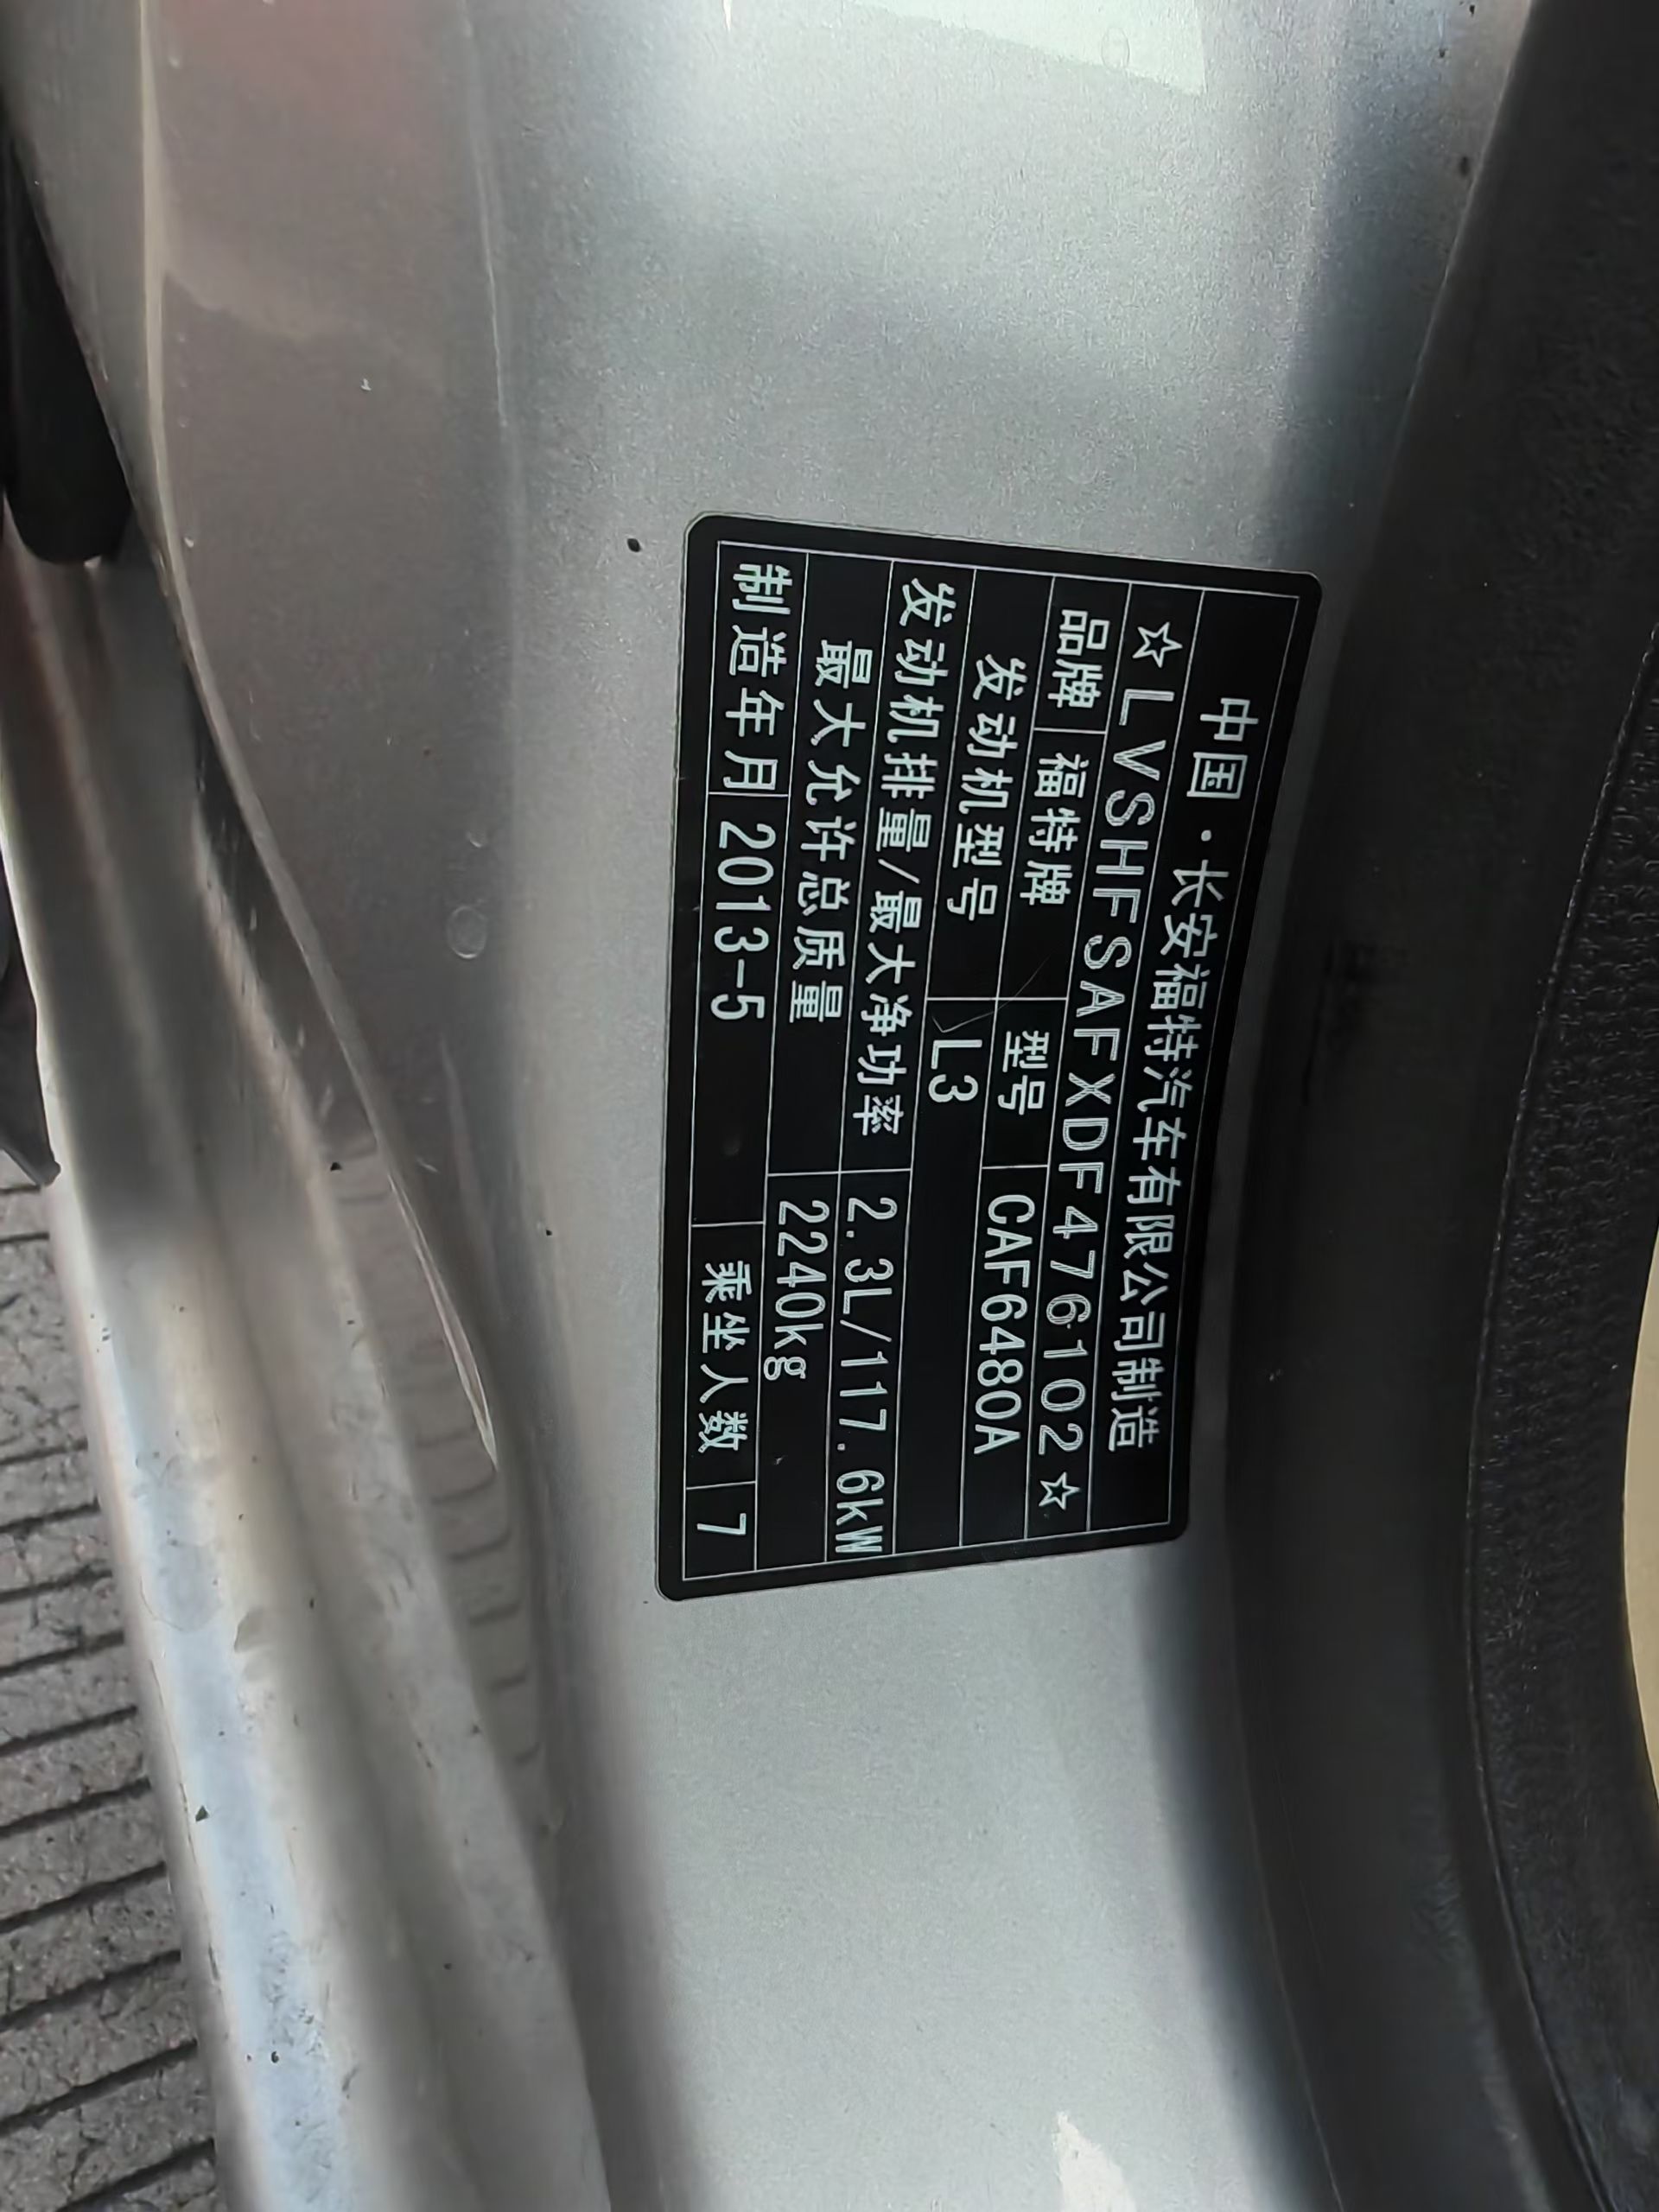 中国·长安福特汽车有限公司制造
☆LVSHFSAFXDF476102☆
品牌 福特牌 型号 CAF6480A
发动机型号 L3
发动机排量/最大净功率 2.3L/117.6kW
最大允许总质量 2240kg
制造年月 2013-5 乘坐人数 7